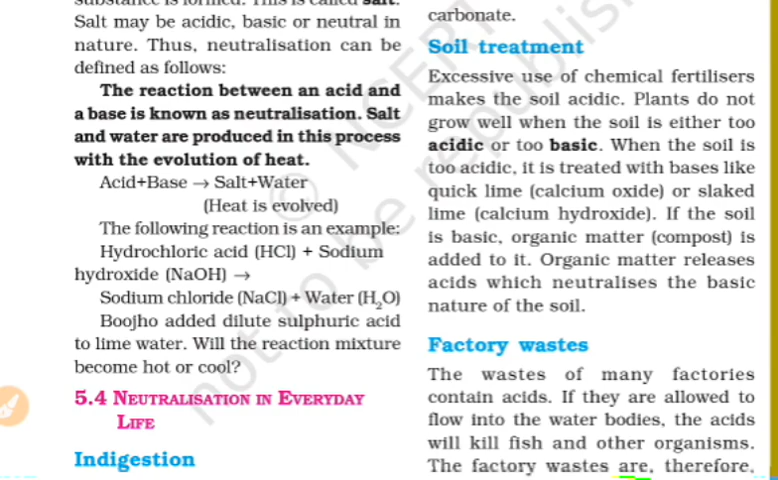 Salt may be acidic, basic or neutral in
nature. Thus, neutralisation can be
defined as follows:
The reaction between an acid and
a base is known as neutralisation. Salt
and water are produced in this process
with the evolution of heat.
Acid+Base → Salt+Water
(Heat is evolved)
The following reaction is an example:
Hydrochloric acid (HCl) + Sodium
hydroxide (NaOH) →
Sodium chloride (NaCl) + Water (H₂O)
Boojho added dilute sulphuric acid
to lime water. Will the reaction mixture
become hot or cool?
5.4 NEUTRALISATION IN EVERYDAY
LIFE
Indigestion
carbonate.
Soil treatment
Excessive use of chemical fertilisers
makes the soil acidic. Plants do not
grow well when the soil is either too
acidic or too basic. When the soil is
too acidic, it is treated with bases like
quick lime (calcium oxide) or slaked
lime (calcium hydroxide). If the soil
is basic, organic matter (compost) is
added to it. Organic matter releases
acids which neutralises the basic
nature of the soil.
Factory wastes
The wastes of many factories
contain acids. If they are allowed to
flow into the water bodies, the acids
will kill fish and other organisms.
The factory wastes are, therefore,
© NCERT
not to be republish